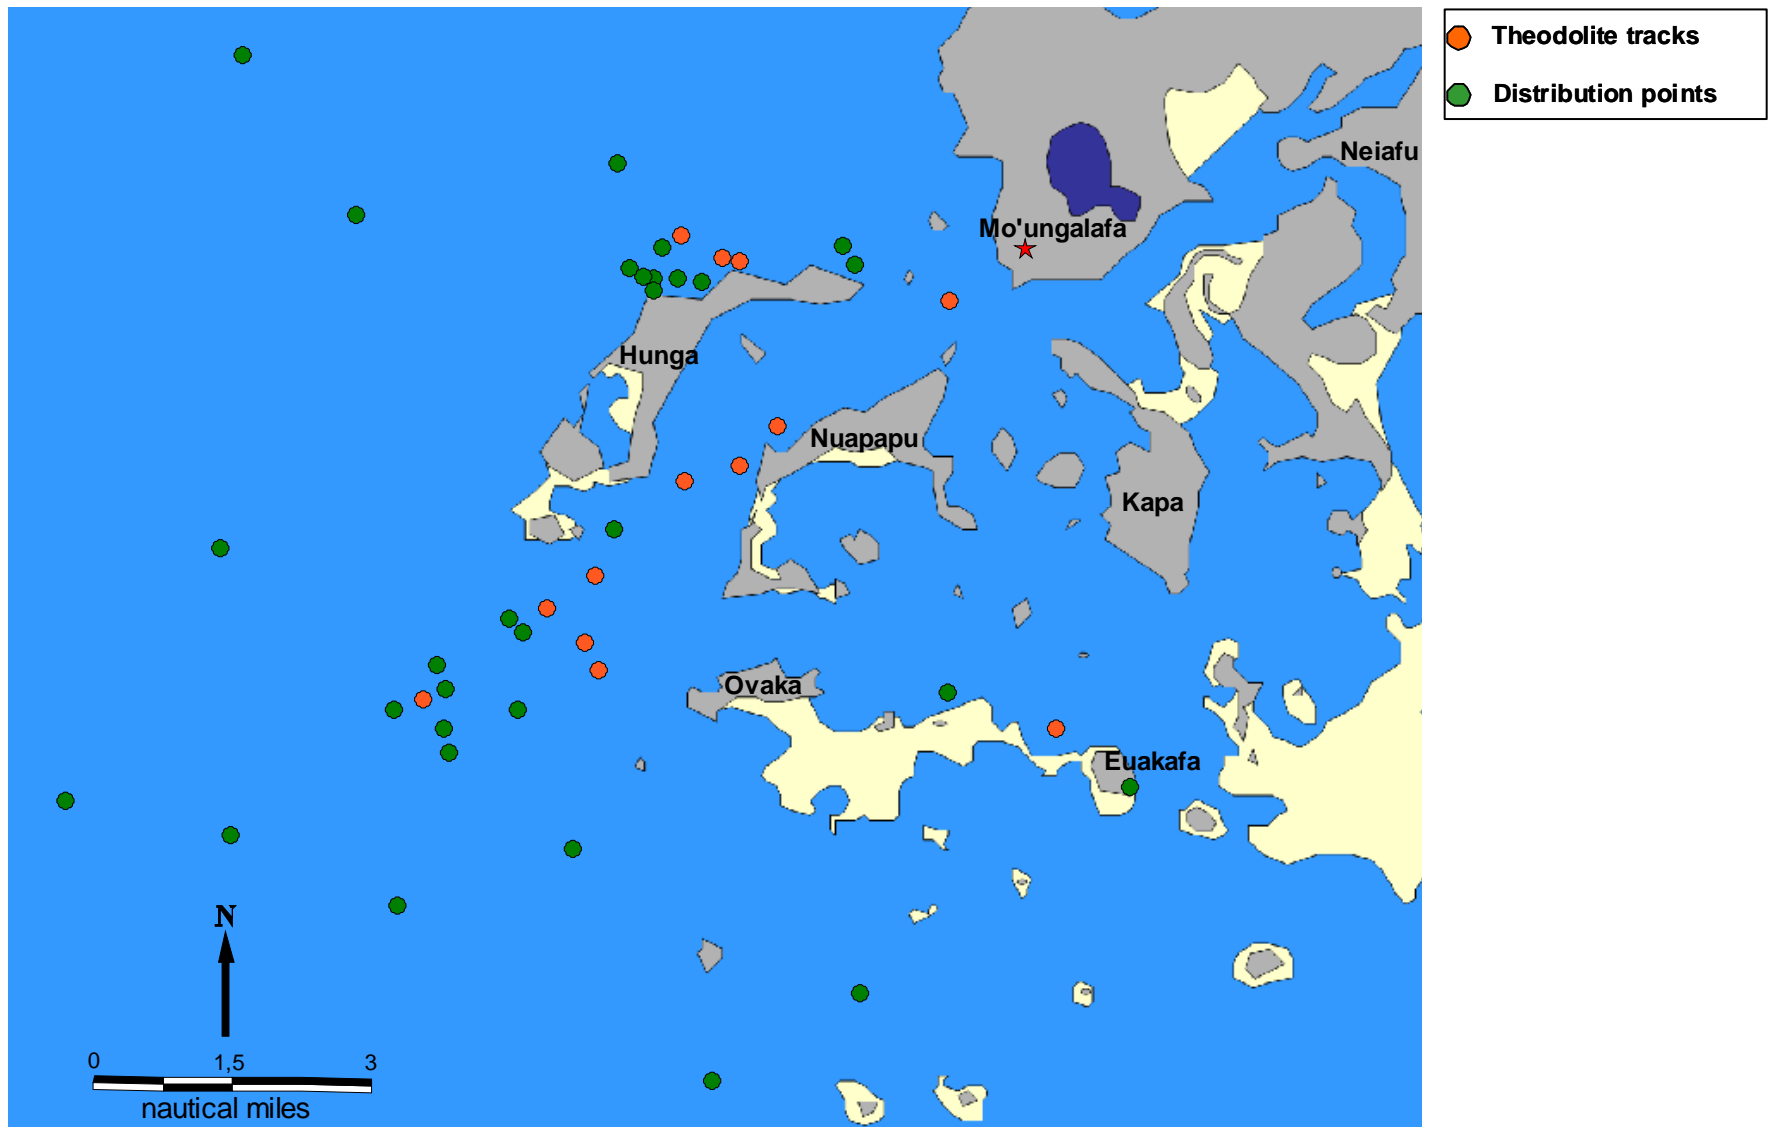 Theodolite tracks
Distribution points
Neiafu
Mo'ungalafa
Hunga
Nuapapu
Kapa
Ovaka
Euakafa
N
0 1,5 3
nautical miles